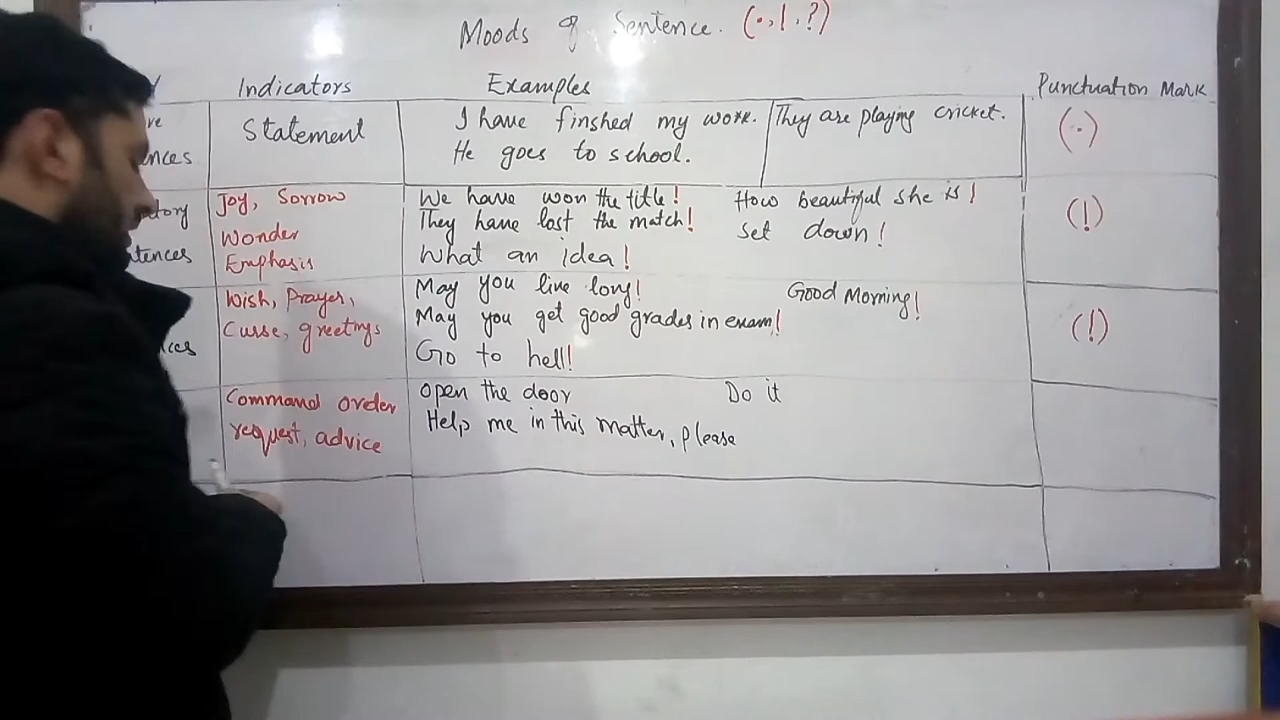 Moods of Sentence. (., !, ?)
Indicators Examples Punctuation Mark
Statement I have finshed my work. They are playing cricket. (.)
He goes to school.
Joy, Sorrow We have won the title! How beautiful she is!
Wonder They have lost the match! Set down! (!)
Emphasis What an idea!
Wish, Prayer, May you live long! Good Morning!
Curse, greetings May you get good grades in exam! (!)
Go to hell!
Command order Open the door Do it
request, advice Help me in this matter, please